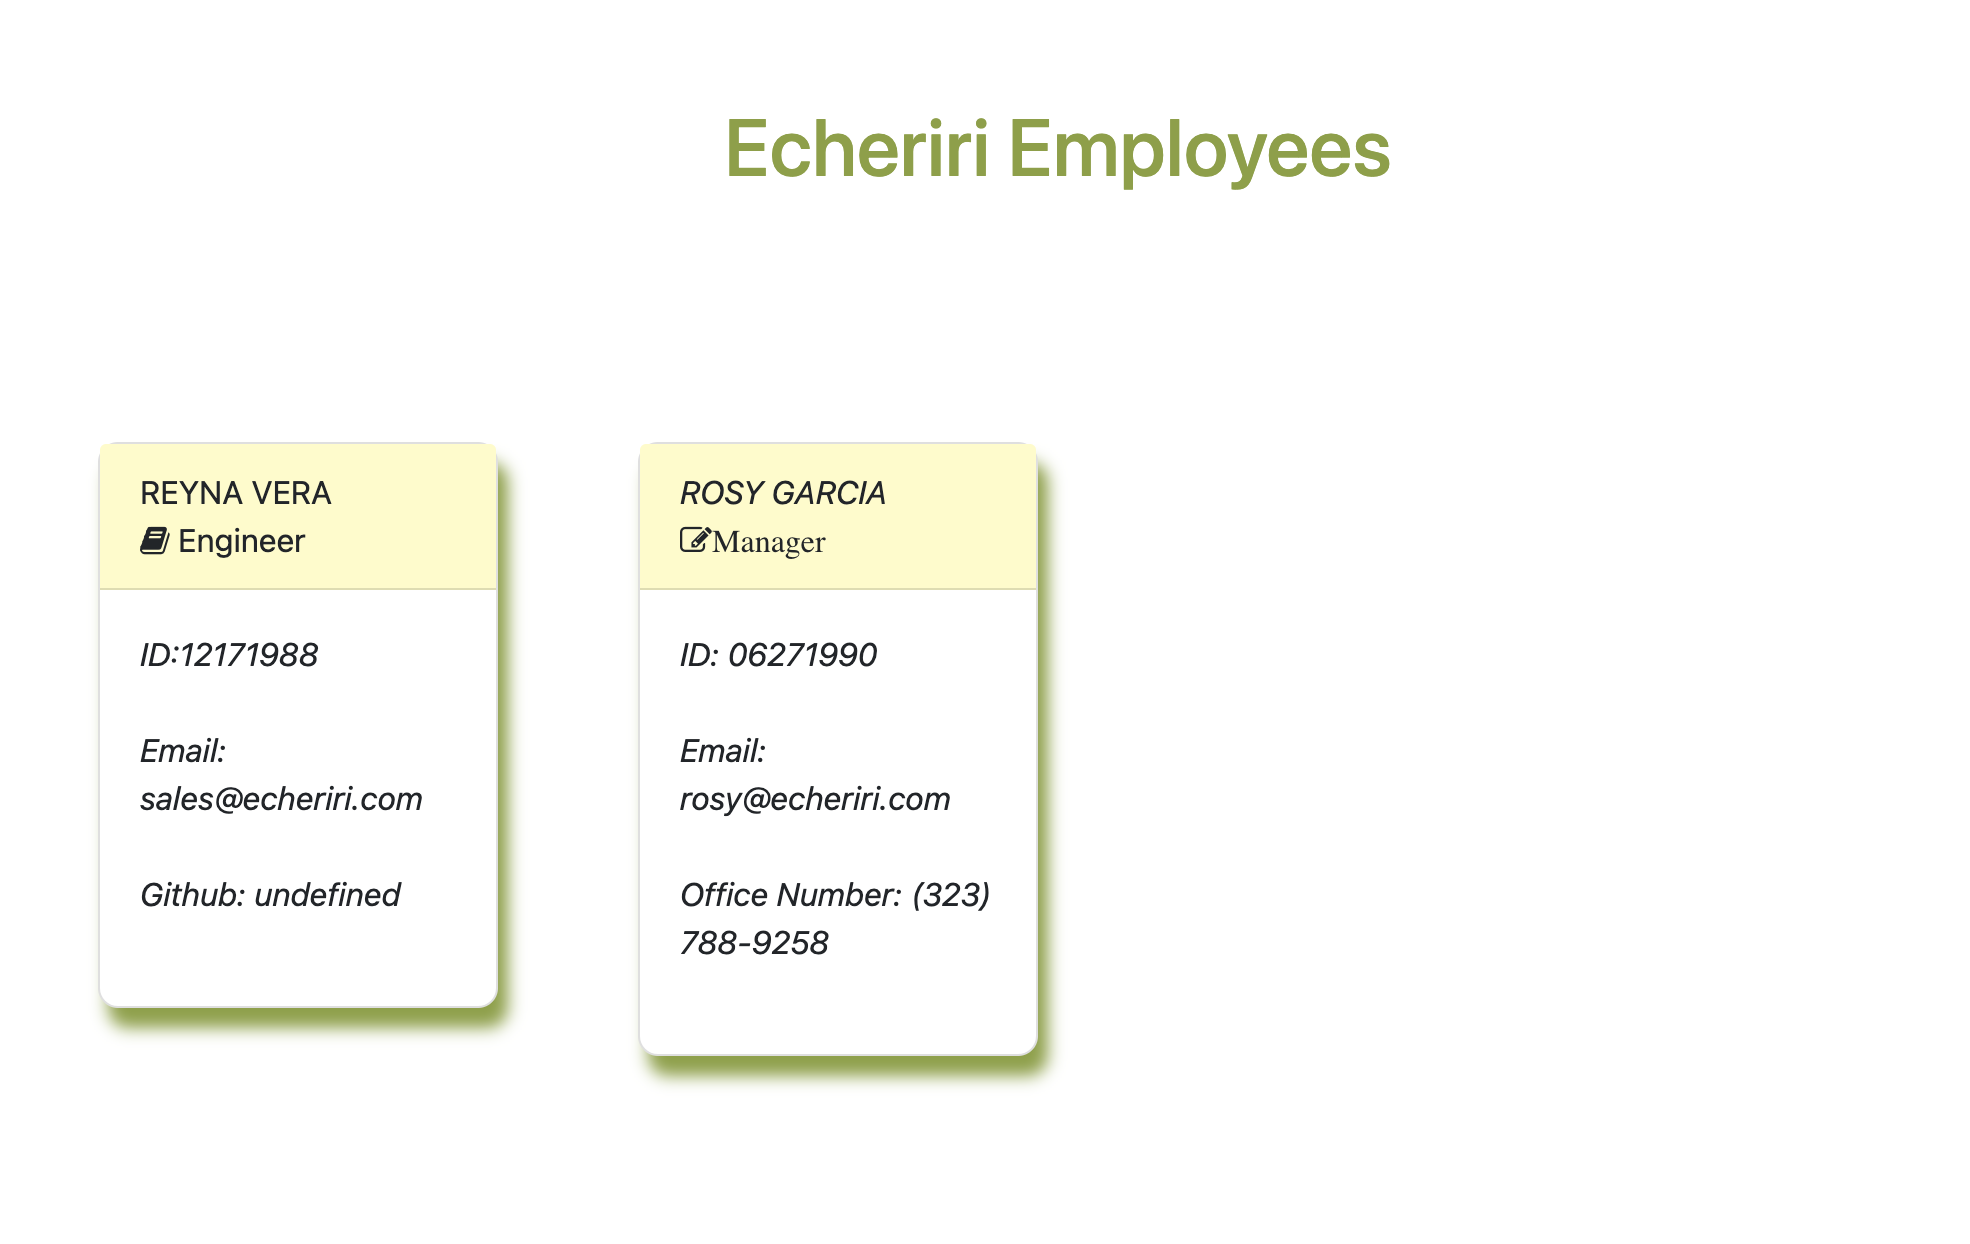 Echeriri Employees
REYNA VERA
Engineer
ID:12171988
Email:
sales@echeriri.com
Github: undefined
ROSY GARCIA
Manager
ID: 06271990
Email:
rosy@echeriri.com
Office Number: (323)
788-9258